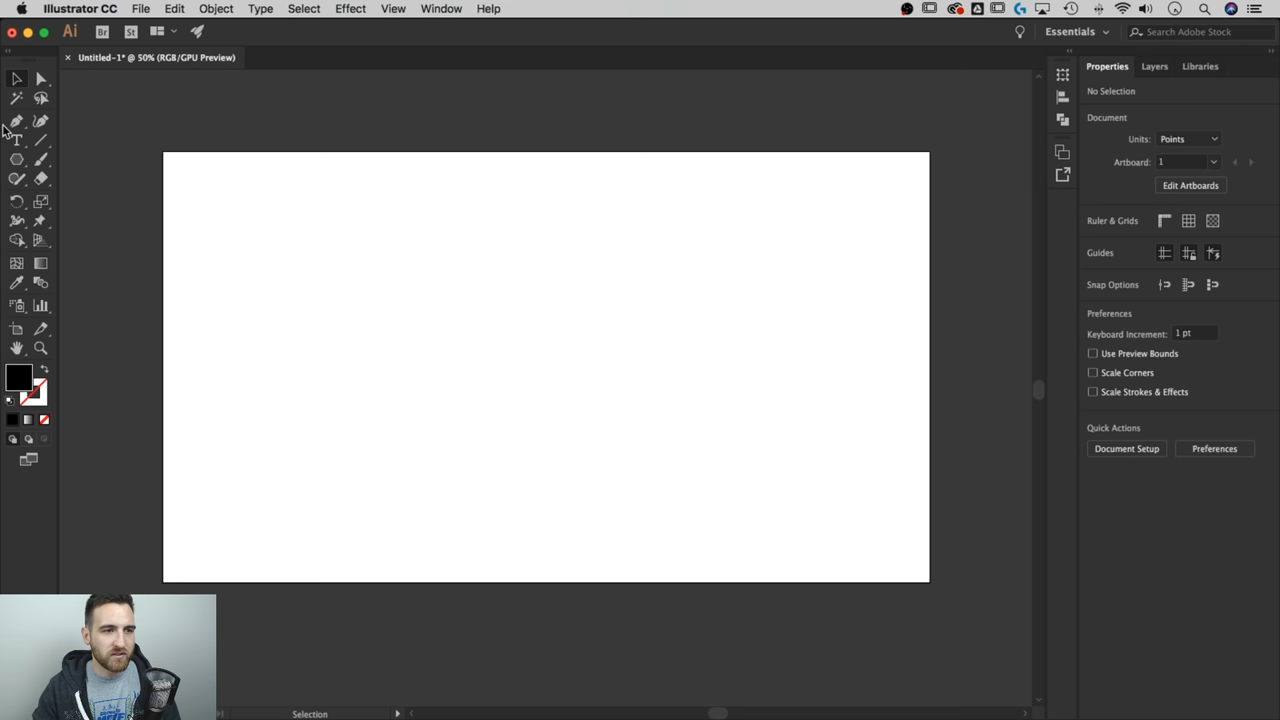 Illustrator CC File Edit Object Type Select Effect View Window Help
Ai Br St Essentials Search Adobe Stock
× Untitled-1* @ 50% (RGB/GPU Preview)
Properties Layers Libraries
No Selection
Document
Units: Points
Artboard: 1
Edit Artboards
Ruler & Grids
Guides
Snap Options
Preferences
Keyboard Increment: 1 pt
Use Preview Bounds
Scale Corners
Scale Strokes & Effects
Quick Actions
Document Setup Preferences
Selection